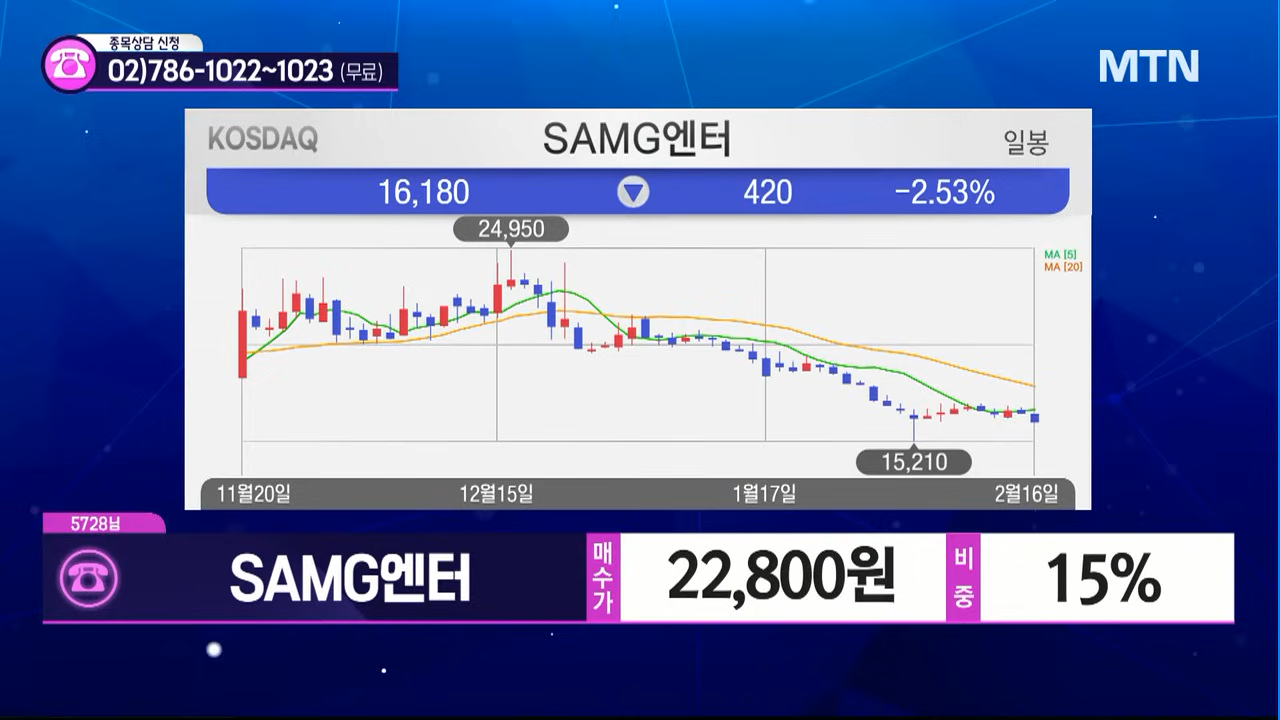 종목상담 신청
02)786-1022~1023 (무료)
MTN
KOSDAQ
SAMG엔터
일봉
16,180 ▼ 420 -2.53%
24,950
MA [5]
MA [20]
15,210
11월20일 12월15일 1월17일 2월16일
5728님
SAMG엔터
매수가
22,800원
비중
15%